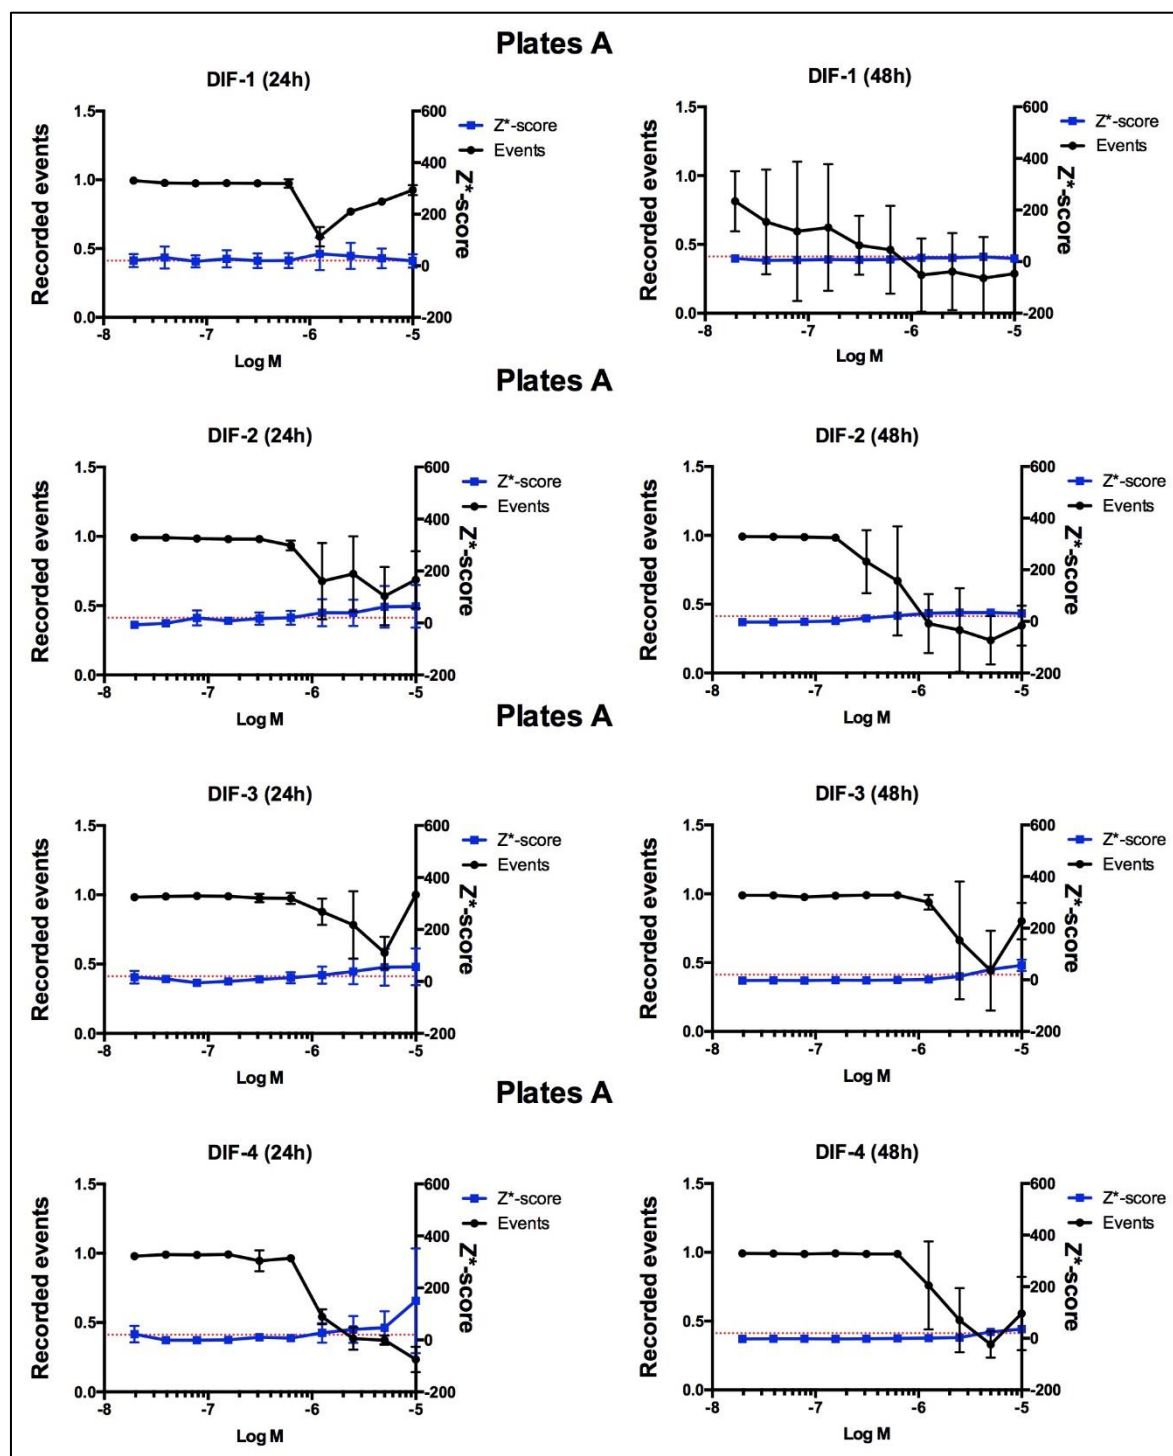 Plates A
DIF-1 (24h)
Recorded events
1.5
1.0
0.5
0.0
600
400
200
0
-200
Z*-score
Z*-score
Events
-8
-7
-6
-5
Log M
DIF-1 (48h)
Plates A
Recorded events
1.5
1.0
0.5
0.0
600
400
200
0
-200
Z*-score
Z*-score
Events
-8
-7
-6
-5
Log M
Plates A
DIF-2 (24h)
Recorded events
1.5
1.0
0.5
0.0
600
400
200
0
-200
Z*-score
Z*-score
Events
-8
-7
-6
-5
Log M
DIF-2 (48h)
Recorded events
1.5
1.0
0.5
0.0
600
400
200
0
-200
Z*-score
Z*-score
Events
-8
-7
-6
-5
Log M
Plates A
DIF-3 (24h)
Recorded events
1.5
1.0
0.5
0.0
600
400
200
0
-200
Z*-score
Z*-score
Events
-8
-7
-6
-5
Log M
DIF-3 (48h)
Recorded events
1.5
1.0
0.5
0.0
600
400
200
0
-200
Z*-score
Z*-score
Events
-8
-7
-6
-5
Log M
Plates A
DIF-4 (24h)
Recorded events
1.5
1.0
0.5
0.0
600
400
200
0
-200
Z*-score
Z*-score
Events
-8
-7
-6
-5
Log M
DIF-4 (48h)
Recorded events
1.5
1.0
0.5
0.0
600
400
200
0
-200
Z*-score
Z*-score
Events
-8
-7
-6
-5
Log M